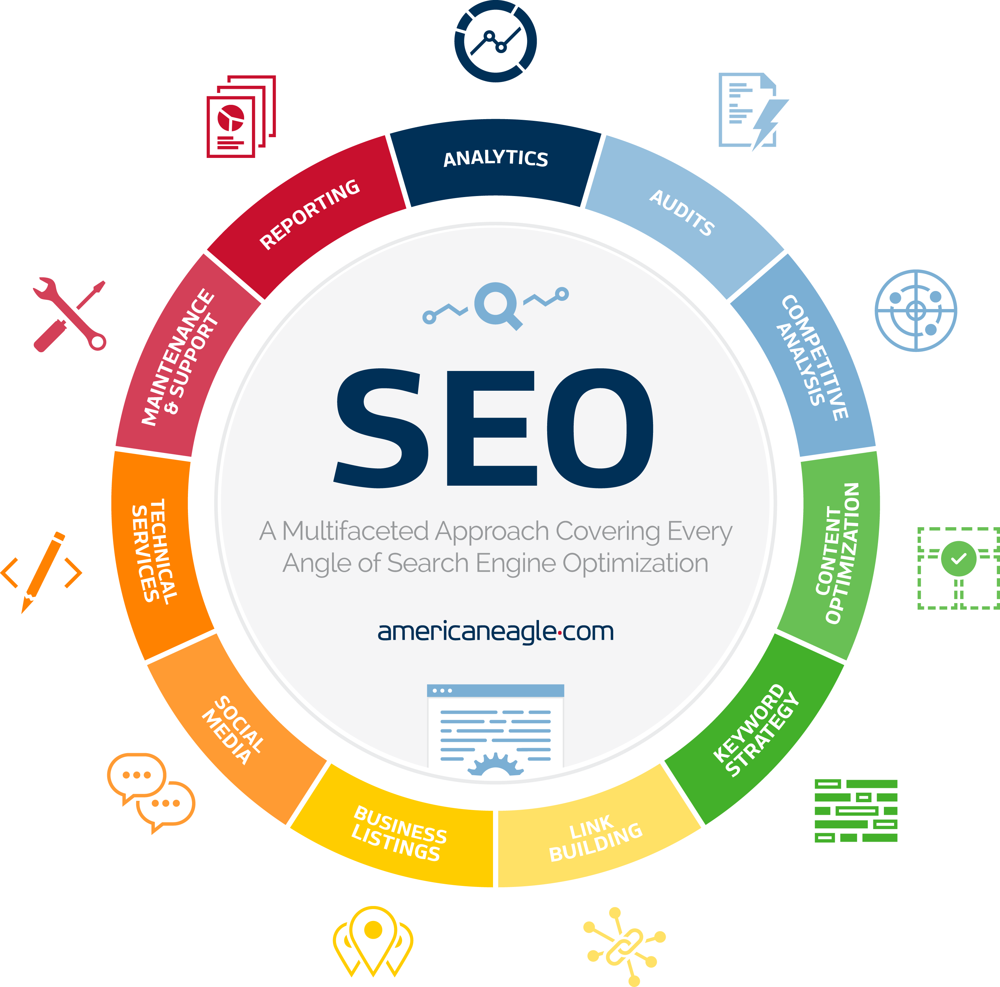 ANALYTICS
AUDITS
COMPETITIVE
ANALYSIS
CONTENT
OPTIMIZATION
KEYWORD
STRATEGY
LINK
BUILDING
BUSINESS
LISTINGS
SOCIAL
MEDIA
TECHNICAL
SERVICES
MAINTENANCE
& SUPPORT
REPORTING
SEO
A Multifaceted Approach Covering Every
Angle of Search Engine Optimization
americaneagle.com